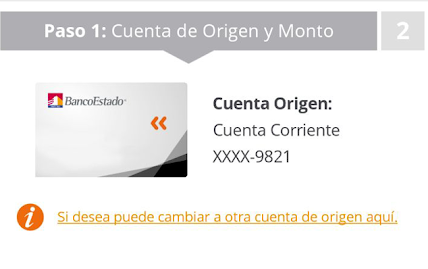 Paso 1: Cuenta de Origen y Monto
2
BancoEstado
Cuenta Origen:
Cuenta Corriente
XXXX-9821
i
Si desea puede cambiar a otra cuenta de origen aquí.